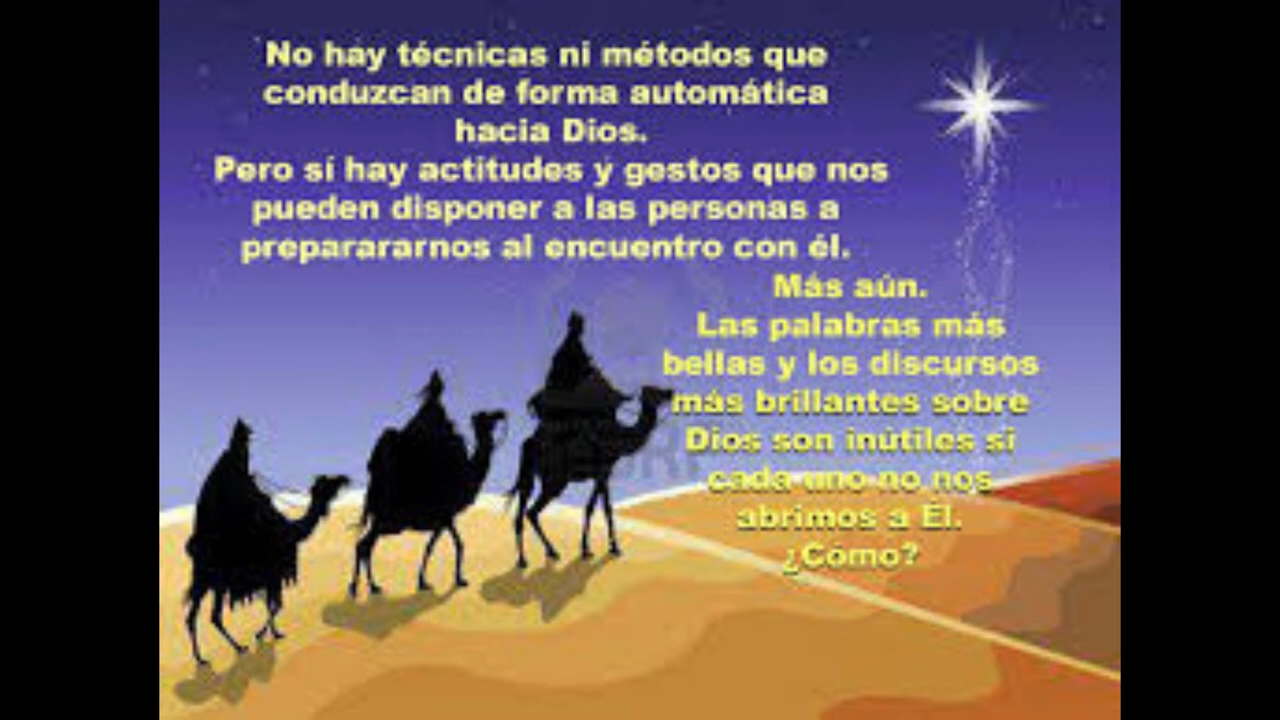 No hay técnicas ni métodos que
conduzcan de forma automática
hacia Dios.
Pero sí hay actitudes y gestos que nos
pueden disponer a las personas a
prepararárnos al encuentro con él.
Más aún.
Las palabras más
bellas y los discursos
más brillantes sobre
Dios son inútiles si
cada uno no nos
abrimos a Él.
¿Cómo?